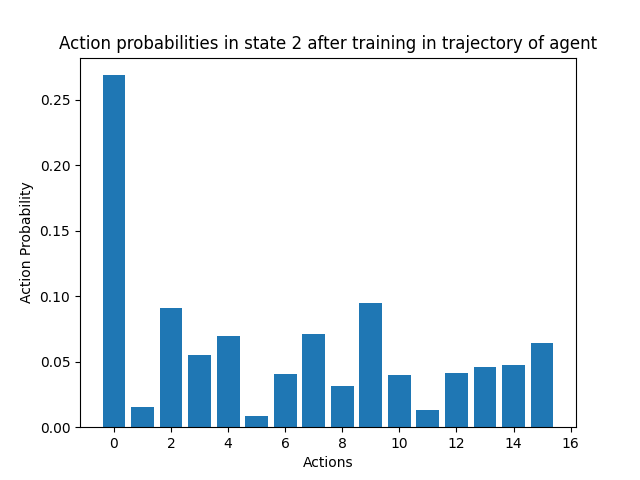 Action probabilities in state 2 after training in trajectory of agent
0.25
0.20
0.15
0.10
0.05
0.00
Action Probability
0 2 4 6 8 10 12 14 16
Actions